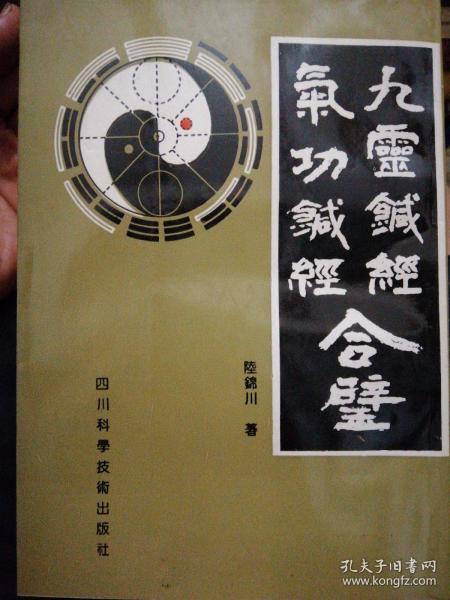 九靈鍼經
氣功鍼經
合璧
陸錦川 著
四川科學技術出版社
孔夫子旧书网
www.kongfz.com